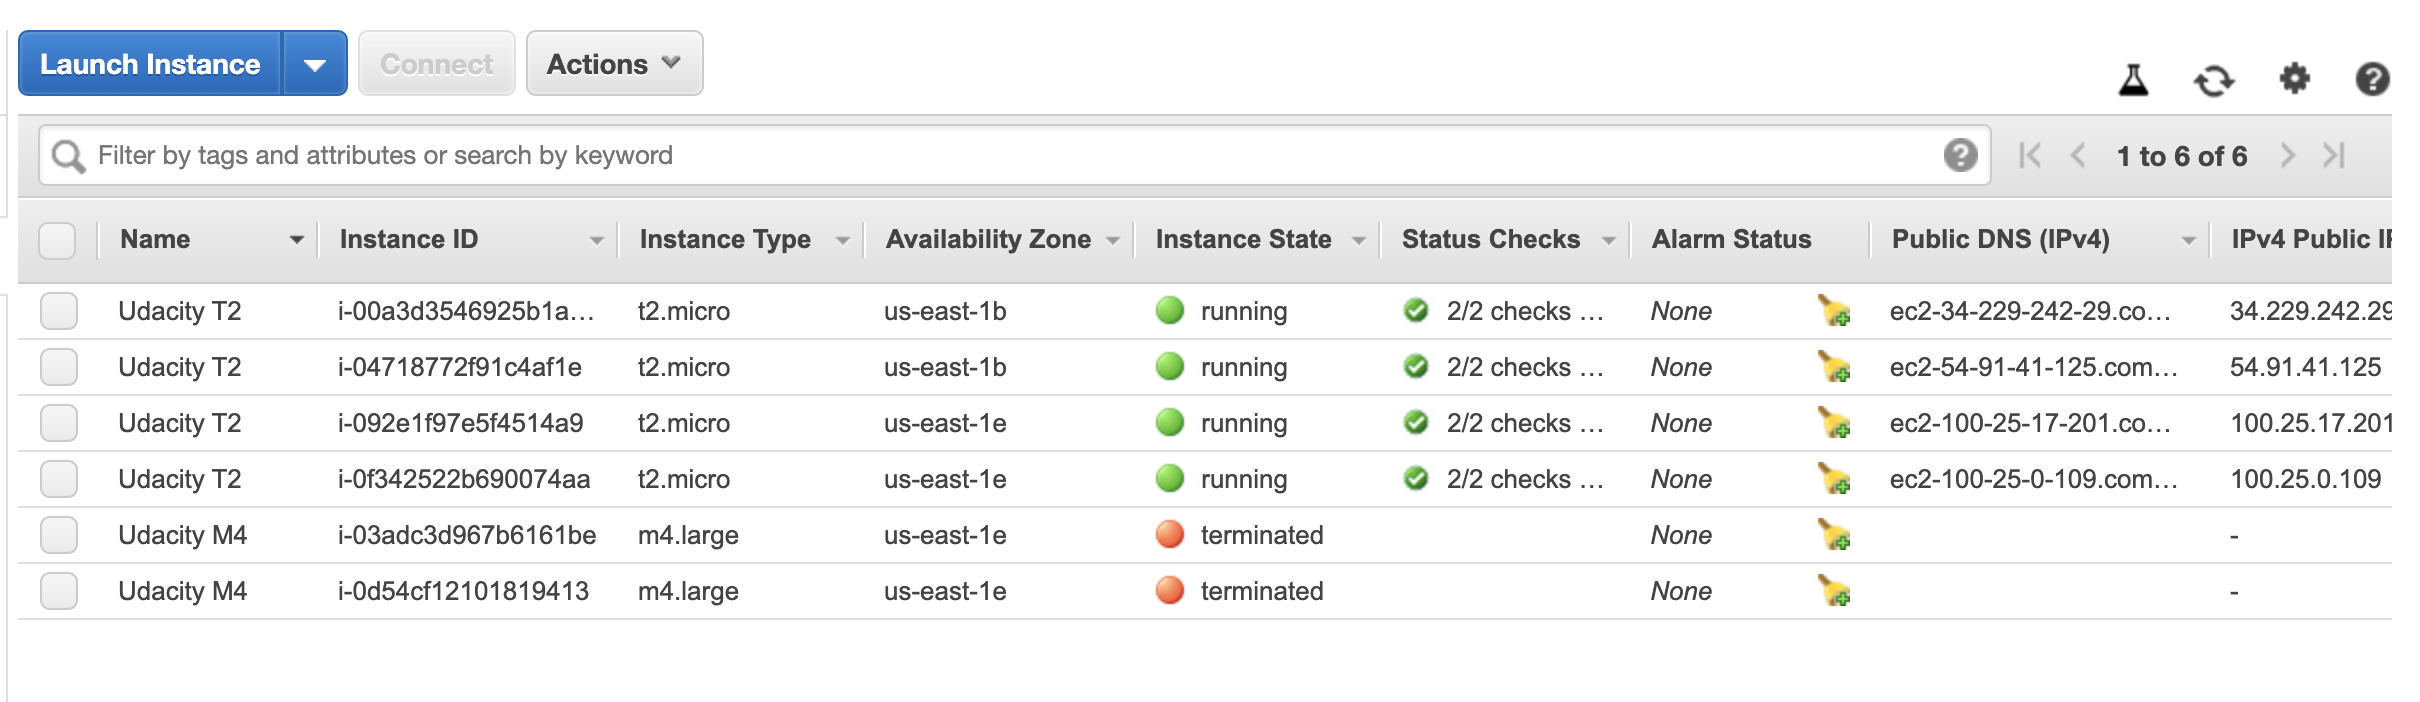 Launch Instance Connect Actions
Filter by tags and attributes or search by keyword 1 to 6 of 6
Name Instance ID Instance Type Availability Zone Instance State Status Checks Alarm Status Public DNS (IPv4) IPv4 Public IP
Udacity T2 i-00a3d3546925b1a… t2.micro us-east-1b running 2/2 checks … None ec2-34-229-242-29.co… 34.229.242.29
Udacity T2 i-04718772f91c4af1e t2.micro us-east-1b running 2/2 checks … None ec2-54-91-41-125.com… 54.91.41.125
Udacity T2 i-092e1f97e5f4514a9 t2.micro us-east-1e running 2/2 checks … None ec2-100-25-17-201.co… 100.25.17.201
Udacity T2 i-0f342522b690074aa t2.micro us-east-1e running 2/2 checks … None ec2-100-25-0-109.com… 100.25.0.109
Udacity M4 i-03adc3d967b6161be m4.large us-east-1e terminated None -
Udacity M4 i-0d54cf12101819413 m4.large us-east-1e terminated None -